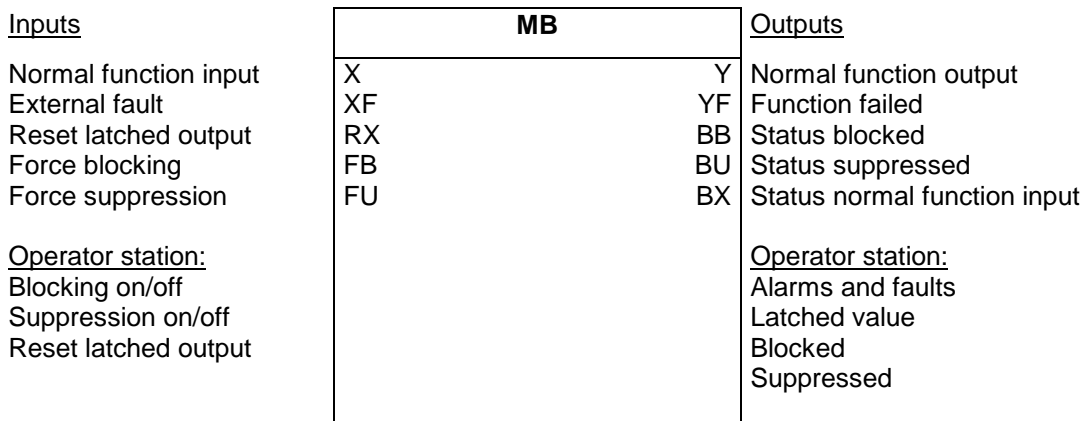 Inputs MB Outputs
Normal function input X Y Normal function output
External fault XF YF Function failed
Reset latched output RX BB Status blocked
Force blocking FB BU Status suppressed
Force suppression FU BX Status normal function input
Operator station: Operator station:
Blocking on/off Alarms and faults
Suppression on/off Latched value
Reset latched output Blocked
Suppressed